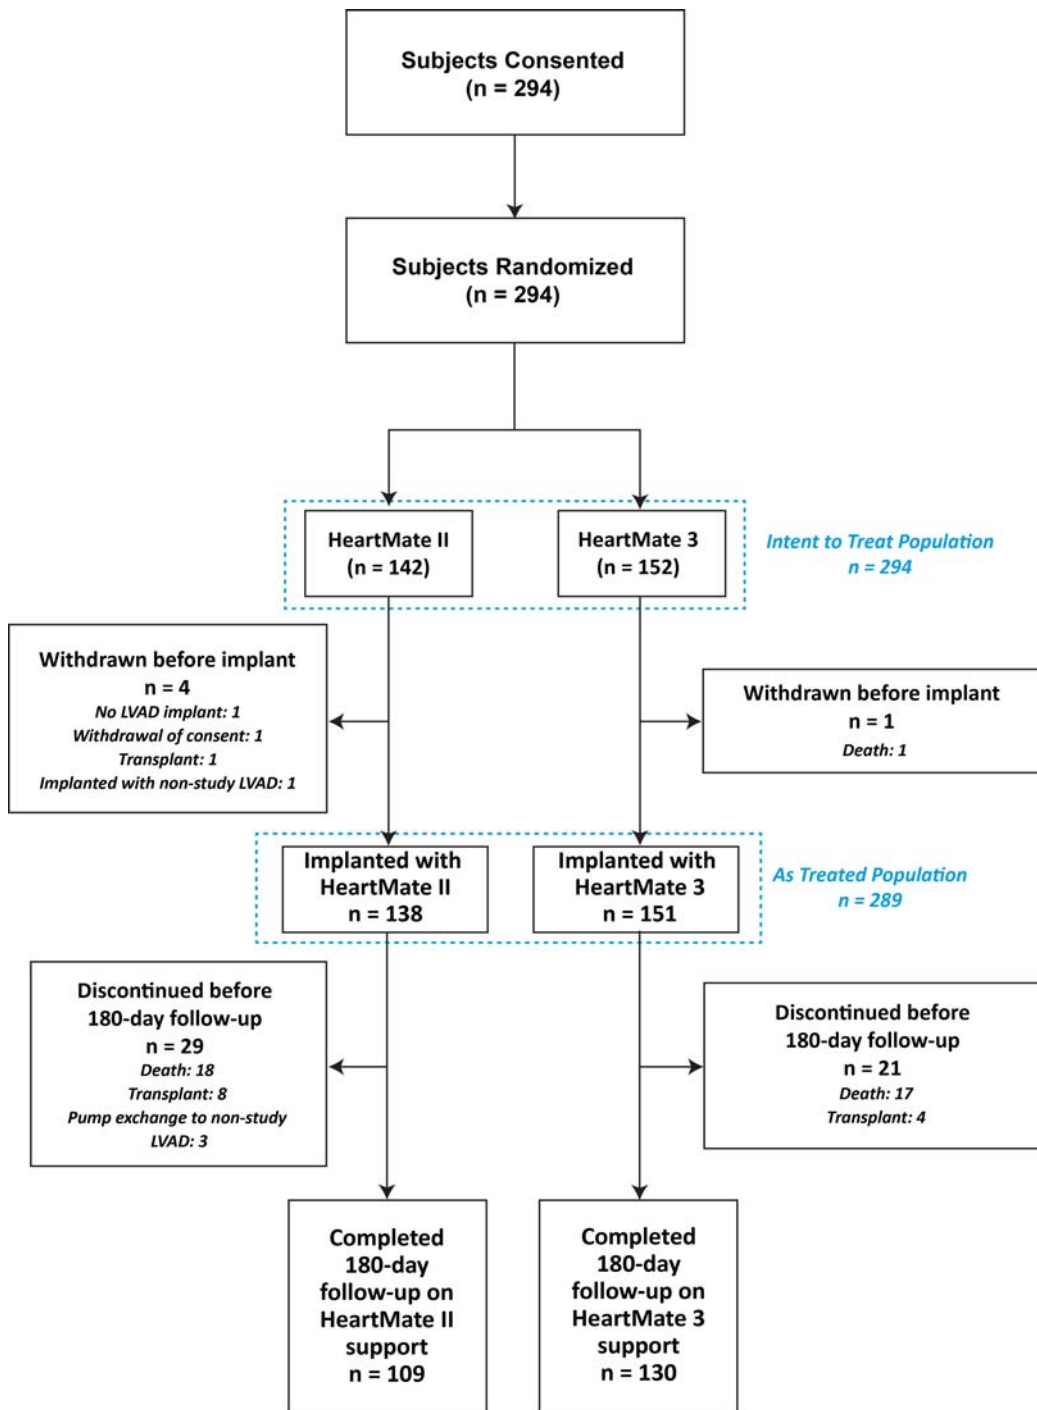 Subjects Consented
(n = 294)
Subjects Randomized
(n = 294)
HeartMate II
(n = 142)
HeartMate 3
(n = 152)
Intent to Treat Population
n = 294
Withdrawn before implant
n = 4
No LVAD implant: 1
Withdrawal of consent: 1
Transplant: 1
Implanted with non-study LVAD: 1
Withdrawn before implant
n = 1
Death: 1
Implanted with
HeartMate II
n = 138
Implanted with
HeartMate 3
n = 151
As Treated Population
n = 289
Discontinued before
180-day follow-up
n = 29
Death: 18
Transplant: 8
Pump exchange to non-study
LVAD: 3
Discontinued before
180-day follow-up
n = 21
Death: 17
Transplant: 4
Completed
180-day
follow-up on
HeartMate II
support
n = 109
Completed
180-day
follow-up on
HeartMate 3
support
n = 130